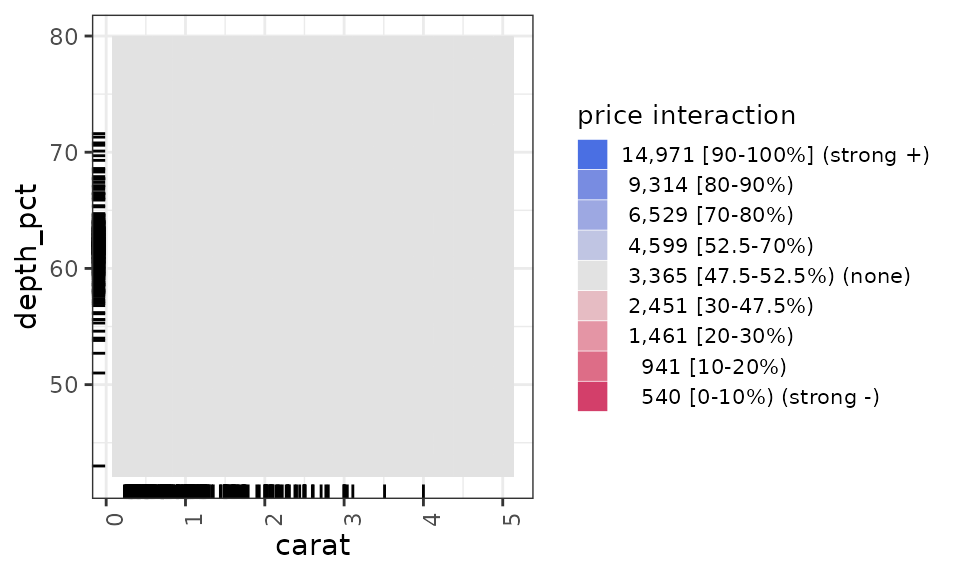 80
70
60
50
depth_pct
0
1
2
3
4
5
carat
price interaction
14,971 [90-100%] (strong +)
9,314 [80-90%)
6,529 [70-80%)
4,599 [52.5-70%)
3,365 [47.5-52.5%) (none)
2,451 [30-47.5%)
1,461 [20-30%)
941 [10-20%)
540 [0-10%) (strong -)